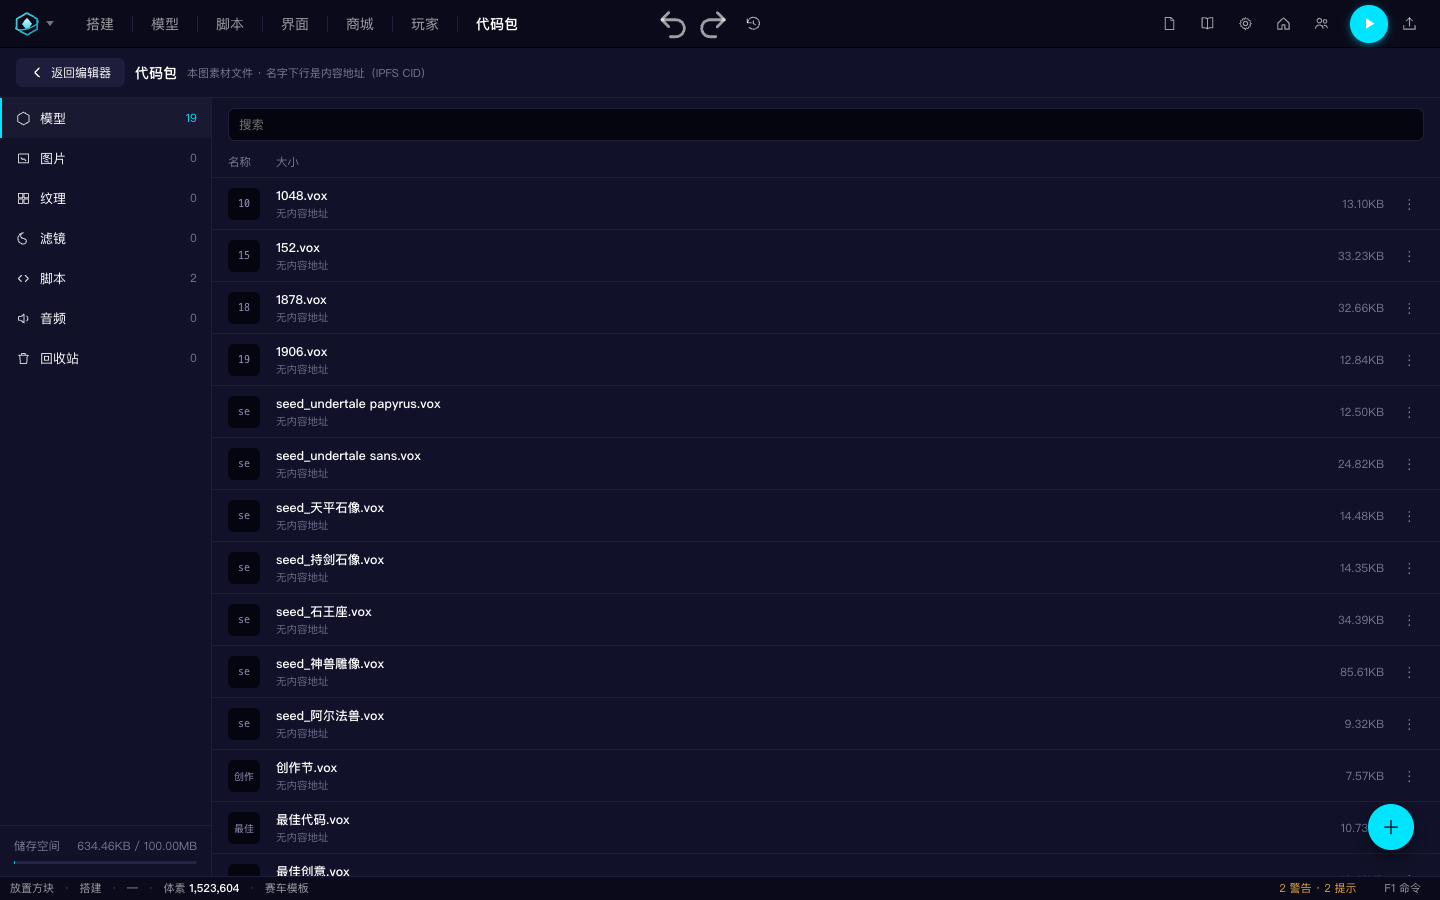 搭建 模型 脚本 界面 商城 玩家 代码包
返回编辑器 代码包 本图素材文件 · 名字下行是内容地址 (IPFS CID)
模型 19
图片 0
纹理 0
滤镜 0
脚本 2
音频 0
回收站 0
储存空间 634.46KB / 100.00MB
搜索
名称 大小
10 1048.vox 13.10KB
无内容地址
15 152.vox 33.23KB
无内容地址
18 1878.vox 32.66KB
无内容地址
19 1906.vox 12.84KB
无内容地址
se seed_undertale papyrus.vox 12.50KB
无内容地址
se seed_undertale sans.vox 24.82KB
无内容地址
se seed_天平石像.vox 14.48KB
无内容地址
se seed_持剑石像.vox 14.35KB
无内容地址
se seed_石王座.vox 34.39KB
无内容地址
se seed_神兽雕像.vox 85.61KB
无内容地址
se seed_阿尔法兽.vox 9.32KB
无内容地址
创作 创作节.vox 7.57KB
无内容地址
最佳 最佳代码.vox 10.73
无内容地址
最佳创意.vox
放置方块 · 搭建 · — · 体素 1,523,604 · 赛车模板 2 警告 · 2 提示 F1 命令